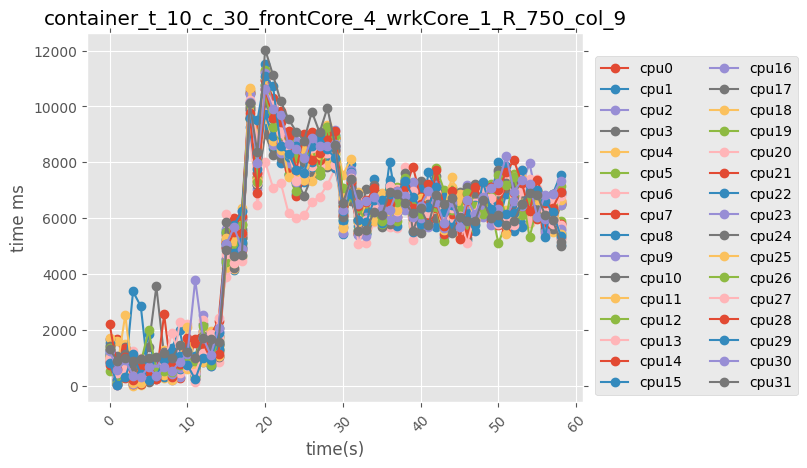 container_t_10_c_30_frontCore_4_wrkCore_1_R_750_col_9
time ms
12000
10000
8000
6000
4000
2000
0
0
10
20
30
40
50
60
time(s)
cpu0
cpu1
cpu2
cpu3
cpu4
cpu5
cpu6
cpu7
cpu8
cpu9
cpu10
cpu11
cpu12
cpu13
cpu14
cpu15
cpu16
cpu17
cpu18
cpu19
cpu20
cpu21
cpu22
cpu23
cpu24
cpu25
cpu26
cpu27
cpu28
cpu29
cpu30
cpu31